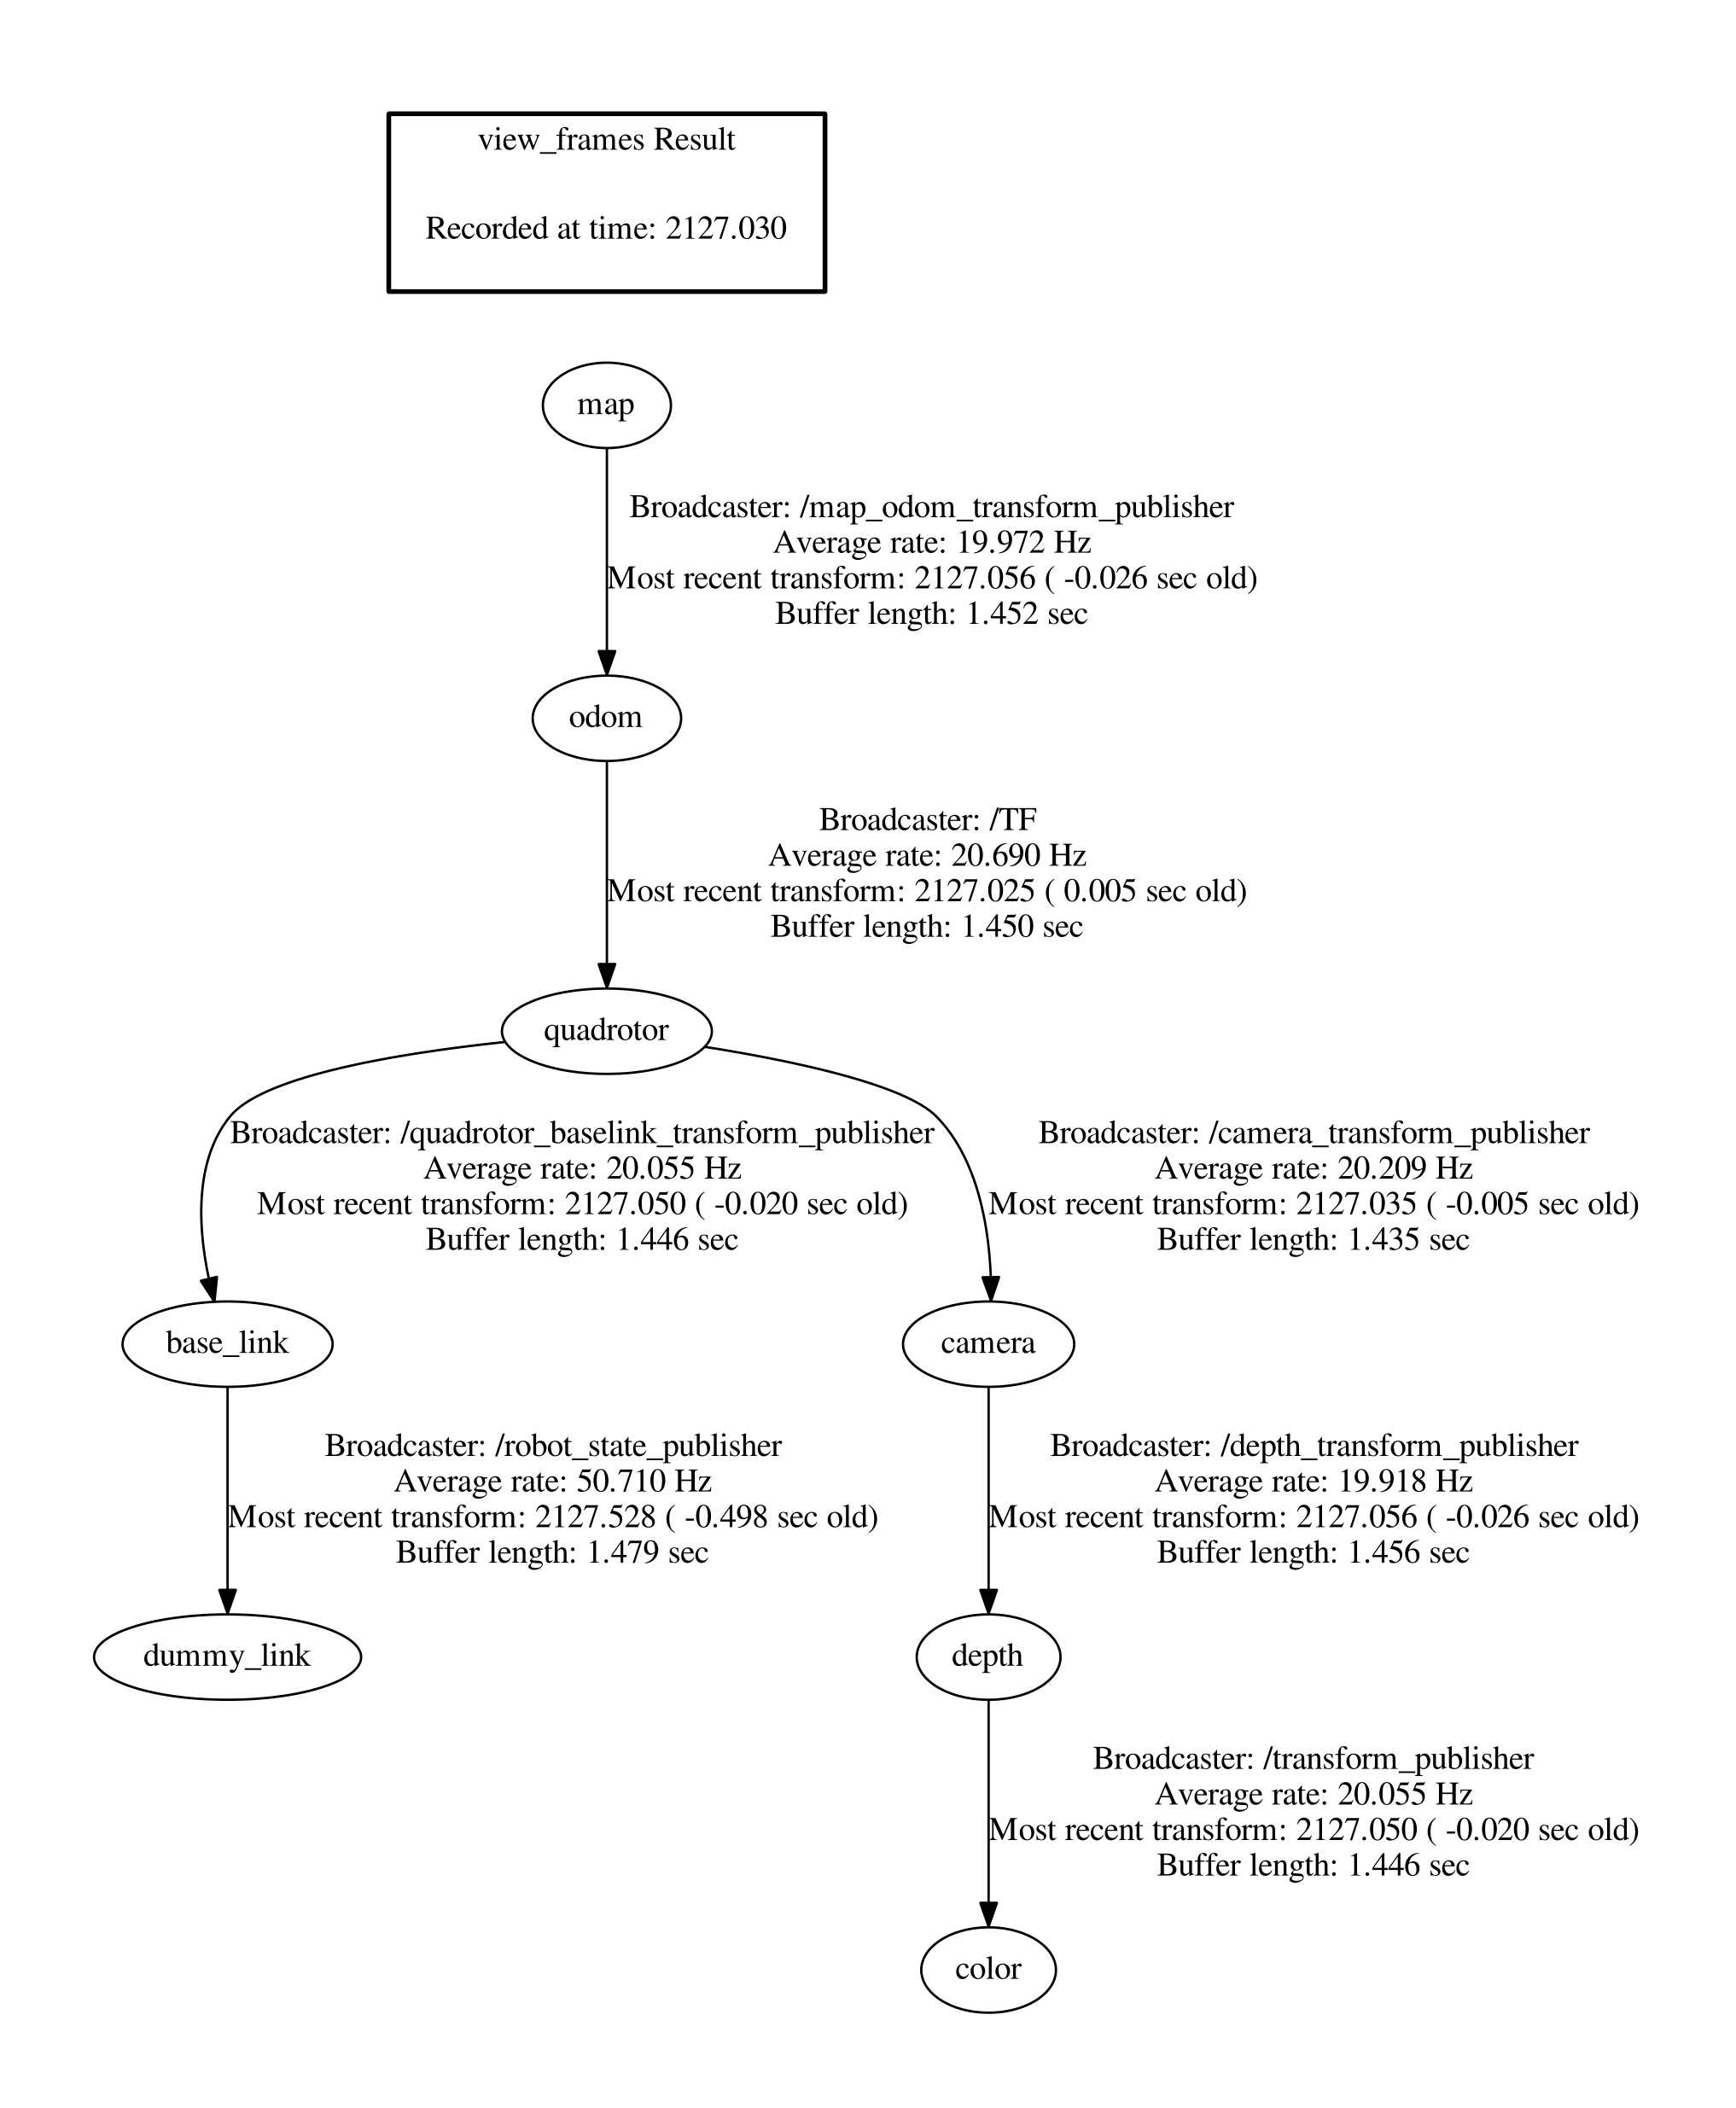 view_frames Result
Recorded at time: 2127.030
map
Broadcaster: /map_odom_transform_publisher
Average rate: 19.972 Hz
Most recent transform: 2127.056 ( -0.026 sec old)
Buffer length: 1.452 sec
odom
Broadcaster: /TF
Average rate: 20.690 Hz
Most recent transform: 2127.025 ( 0.005 sec old)
Buffer length: 1.450 sec
quadrotor
Broadcaster: /quadrotor_baselink_transform_publisher
Average rate: 20.055 Hz
Most recent transform: 2127.050 ( -0.020 sec old)
Buffer length: 1.446 sec
Broadcaster: /camera_transform_publisher
Average rate: 20.209 Hz
Most recent transform: 2127.035 ( -0.005 sec old)
Buffer length: 1.435 sec
base_link
camera
Broadcaster: /robot_state_publisher
Average rate: 50.710 Hz
Most recent transform: 2127.528 ( -0.498 sec old)
Buffer length: 1.479 sec
Broadcaster: /depth_transform_publisher
Average rate: 19.918 Hz
Most recent transform: 2127.056 ( -0.026 sec old)
Buffer length: 1.456 sec
dummy_link
depth
Broadcaster: /transform_publisher
Average rate: 20.055 Hz
Most recent transform: 2127.050 ( -0.020 sec old)
Buffer length: 1.446 sec
color